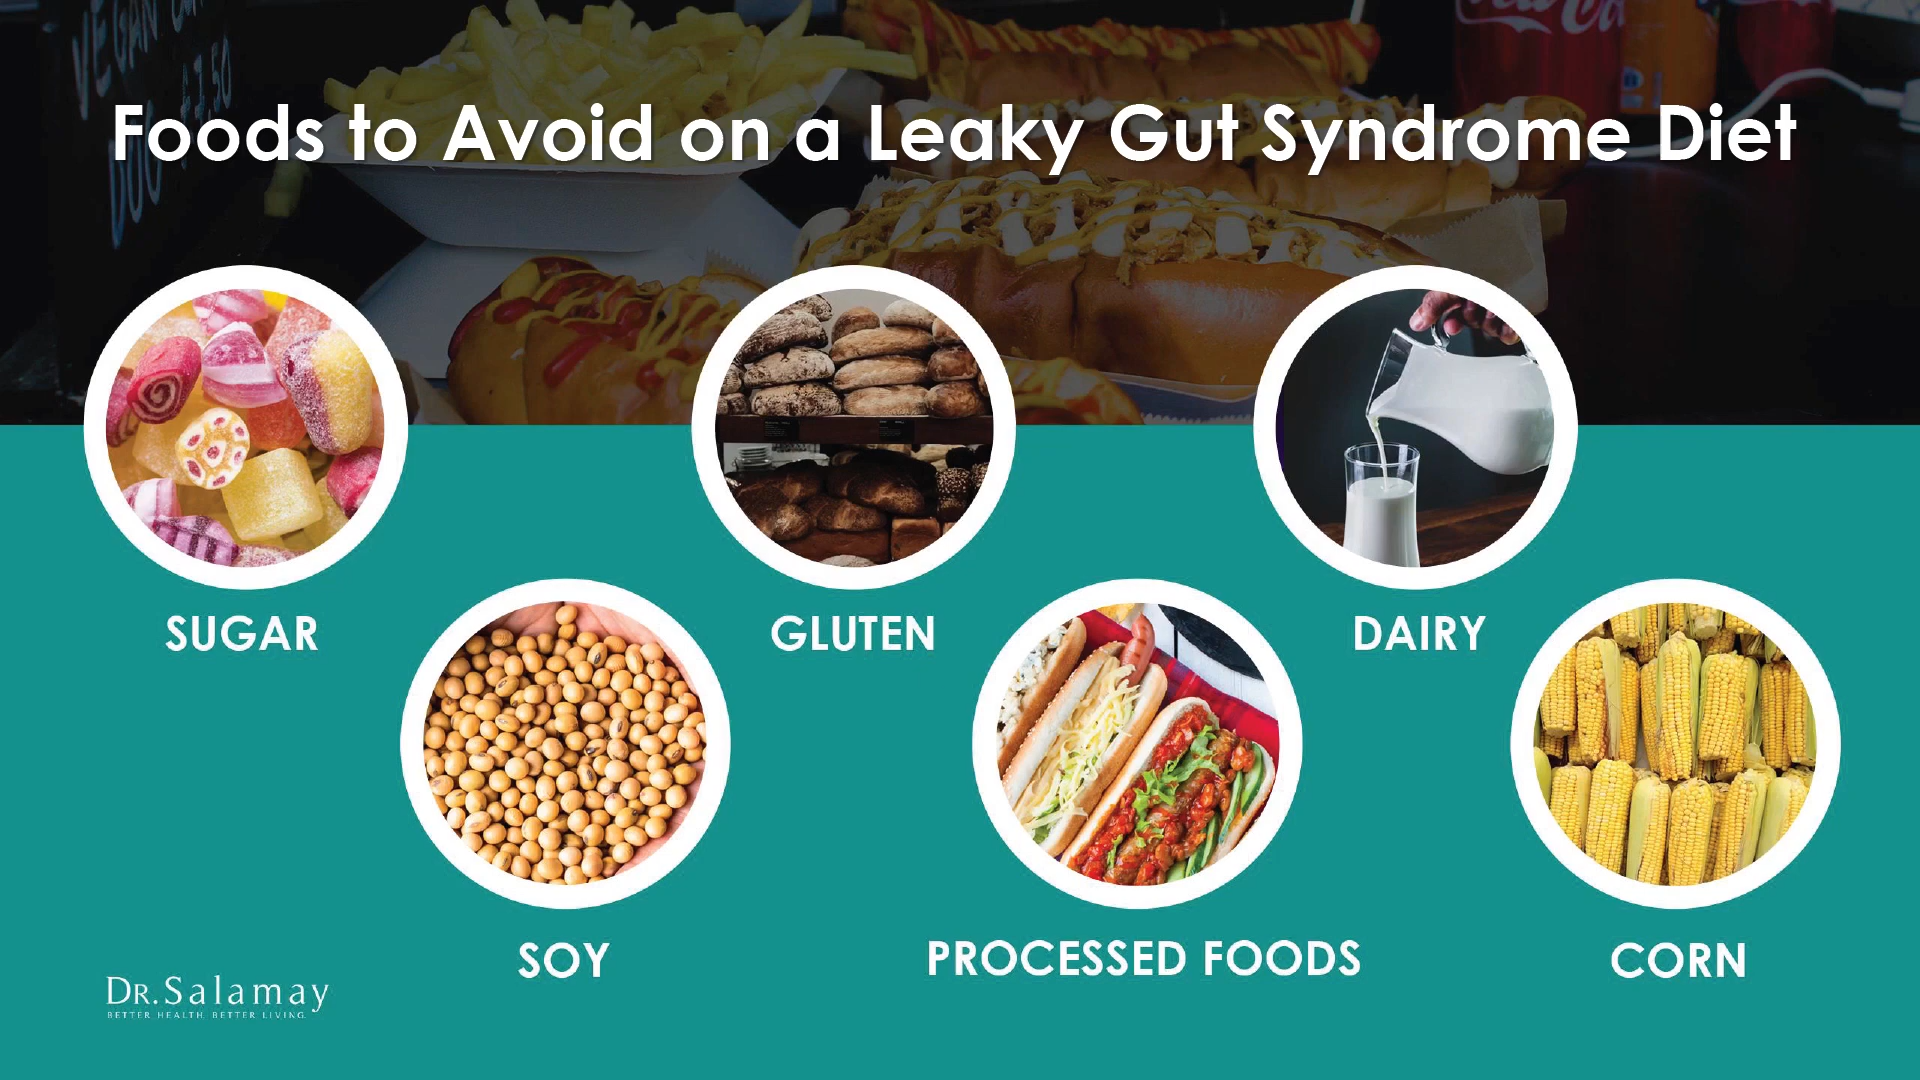 Foods to Avoid on a Leaky Gut Syndrome Diet
SUGAR
GLUTEN
DAIRY
SOY
PROCESSED FOODS
CORN
DR.Salamay
BETTER HEALTH. BETTER LIVING.
VEGAN